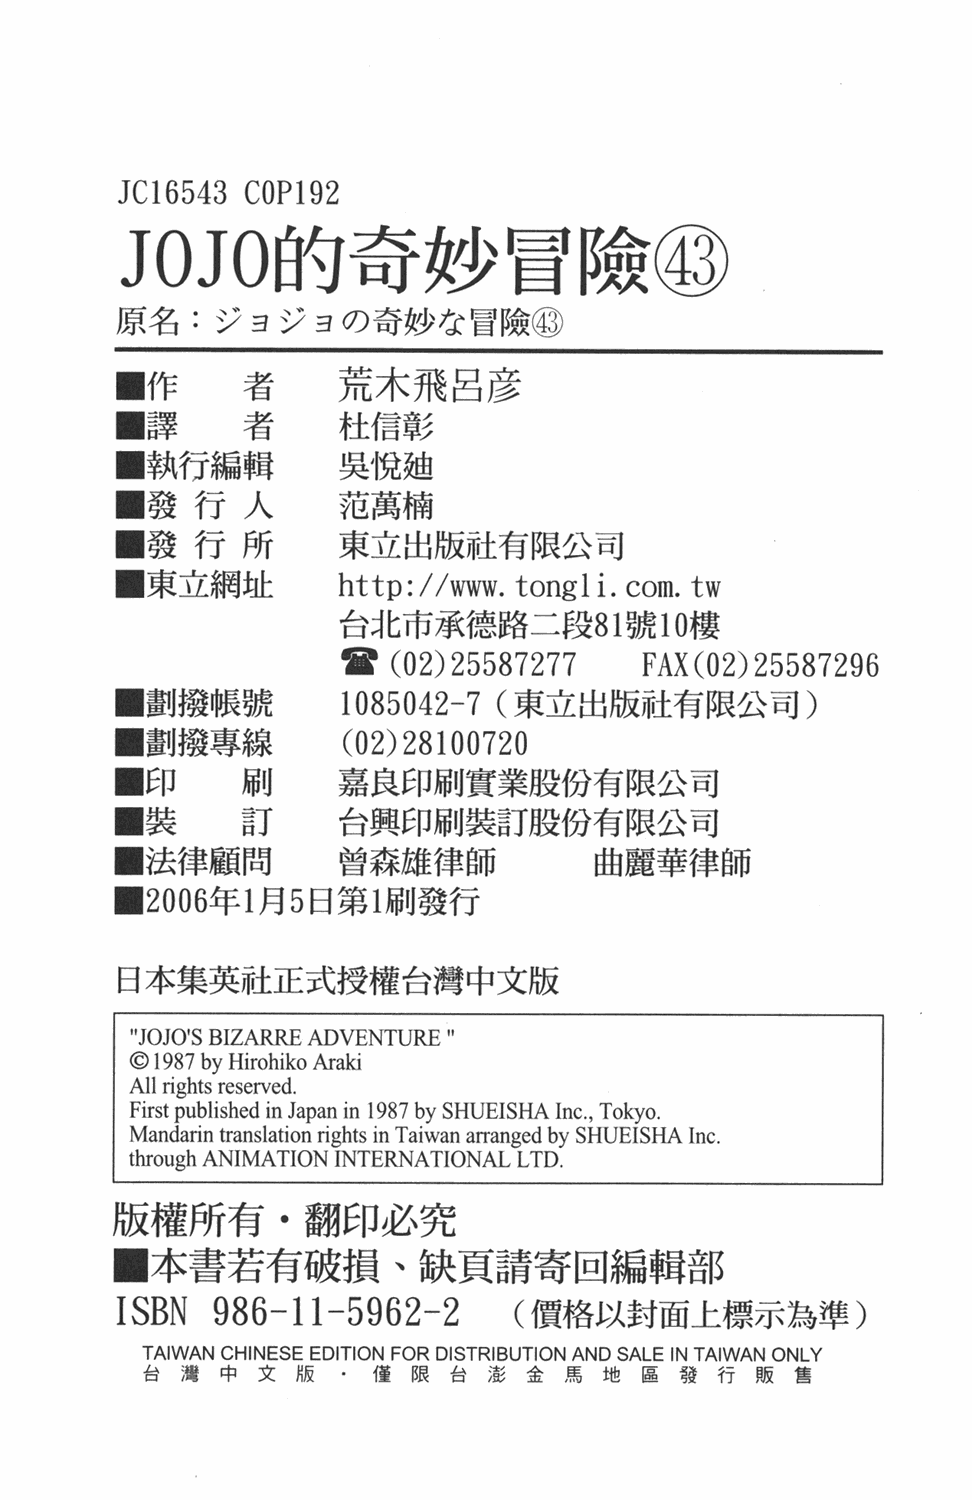 JC16543 COP192
JOJO的奇妙冒險㊸
原名：ジョジョの奇妙な冒險㊸
■作者 荒木飛呂彦
■譯者 杜信彰
■執行編輯 吳悅廸
■發行人 范萬楠
■發行所 東立出版社有限公司
■東立網址 http://www.tongli.com.tw
台北市承德路二段81號10樓
☎(02)25587277 FAX(02)25587296
■劃撥帳號 1085042-7（東立出版社有限公司）
■劃撥專線 (02)28100720
■印刷 嘉良印刷實業股份有限公司
■裝訂 台興印刷裝訂股份有限公司
■法律顧問 曾森雄律師 曲麗華律師
■2006年1月5日第1刷發行
日本集英社正式授權台灣中文版
"JOJO'S BIZARRE ADVENTURE "
©1987 by Hirohiko Araki
All rights reserved.
First published in Japan in 1987 by SHUEISHA Inc., Tokyo.
Mandarin translation rights in Taiwan arranged by SHUEISHA Inc.
through ANIMATION INTERNATIONAL LTD.
版權所有・翻印必究
■本書若有破損、缺頁請寄回編輯部
ISBN 986-11-5962-2 （價格以封面上標示為準）
TAIWAN CHINESE EDITION FOR DISTRIBUTION AND SALE IN TAIWAN ONLY
台灣中文版・僅限台澎金馬地區發行販售